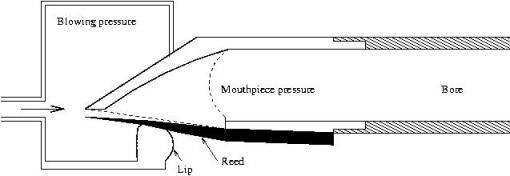 Blowing pressure
Mouthpiece pressure
Bore
Reed
Lip